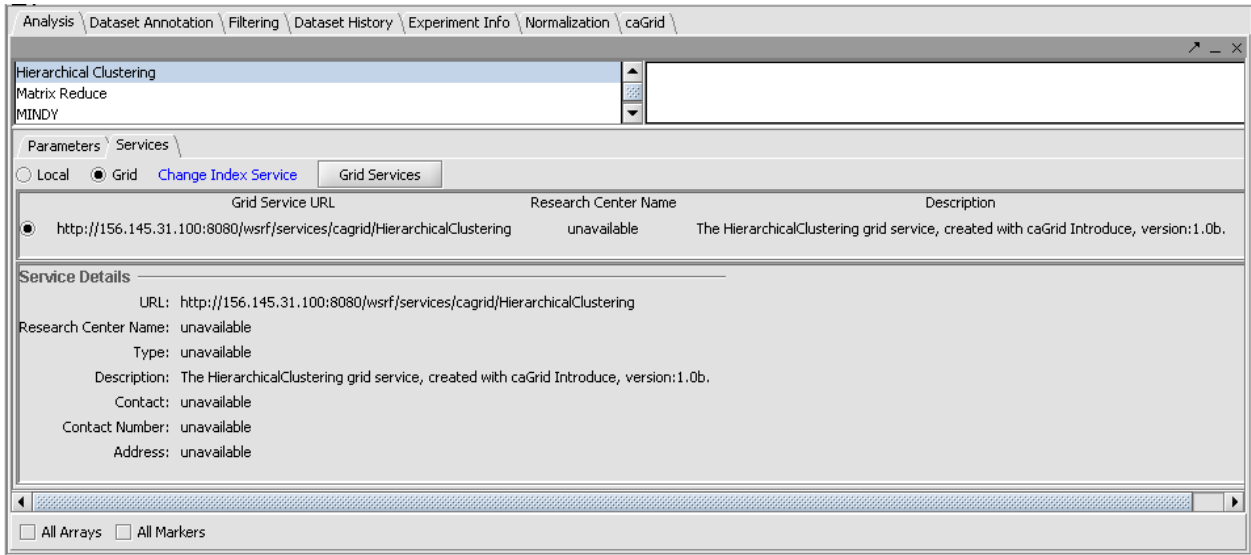 Analysis Dataset Annotation Filtering Dataset History Experiment Info Normalization caGrid
Hierarchical Clustering
Matrix Reduce
MINDY
Parameters Services
Local Grid Change Index Service Grid Services
Grid Service URL Research Center Name Description
http://156.145.31.100:8080/wsrf/services/cagrid/HierarchicalClustering unavailable The HierarchicalClustering grid service, created with caGrid Introduce, version:1.0b.
Service Details
URL: http://156.145.31.100:8080/wsrf/services/cagrid/HierarchicalClustering
Research Center Name: unavailable
Type: unavailable
Description: The HierarchicalClustering grid service, created with caGrid Introduce, version:1.0b.
Contact: unavailable
Contact Number: unavailable
Address: unavailable
All Arrays All Markers